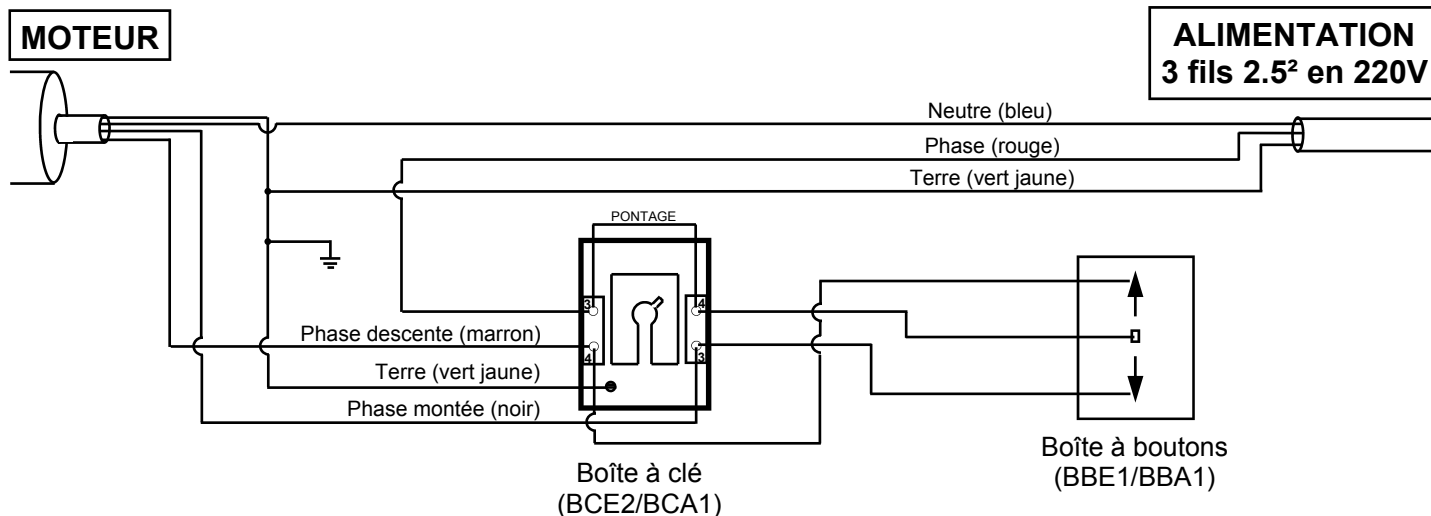 MOTEUR
ALIMENTATION
3 fils 2.5² en 220V
Neutre (bleu)
Phase (rouge)
Terre (vert jaune)
PONTAGE
3
4
Phase descente (marron)
4
3
Terre (vert jaune)
Phase montée (noir)
Boîte à clé
(BCE2/BCA1)
Boîte à boutons
(BBE1/BBA1)